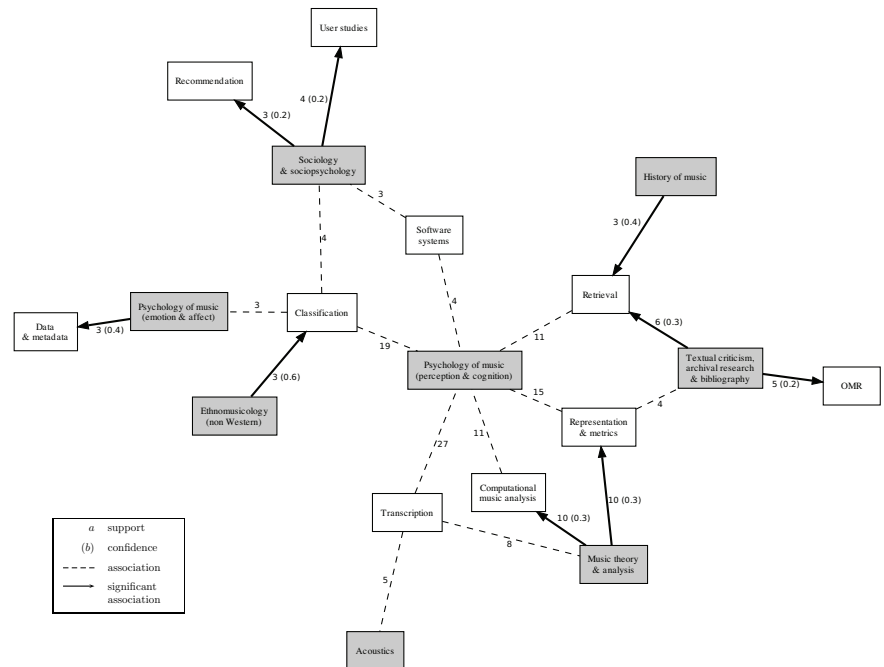 User studies
Recommendation
4 (0.2)
3 (0.2)
Sociology
& sociopsychology
History of music
3
4
Software
systems
3 (0.4)
Retrieval
Psychology of music
(emotion & affect)
3
Classification
4
Data
& metadata
3 (0.4)
6 (0.3)
19
11
Psychology of music
(perception & cognition)
Textual criticism,
archival research
& bibliography
3 (0.6)
5 (0.2)
OMR
15
4
Ethnomusicology
(non Western)
Representation
& metrics
27
11
Computational
music analysis
10 (0.3)
Transcription
10 (0.3)
8
Music theory
& analysis
5
Acoustics
a support
(b) confidence
association
significant
association